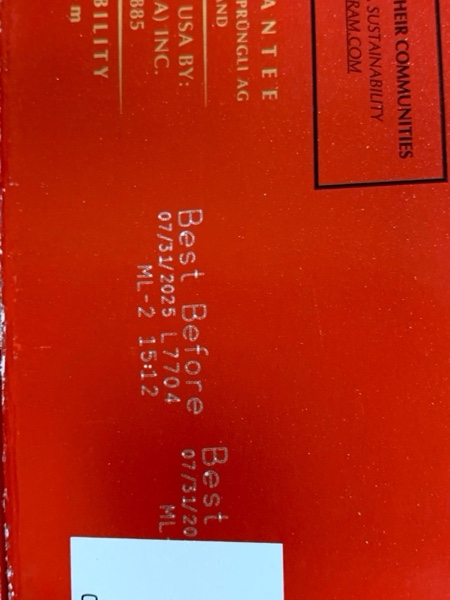 HEIR COMMUNITIES
SUSTAINABILITY
RAM.COM
ANTEE
PRÜNGLI AG
AND
USA BY:
A) INC.
885
BILITY
m
Best Before
07/31/2025 L7704
ML-2 15:12
Best
07/31/20
ML